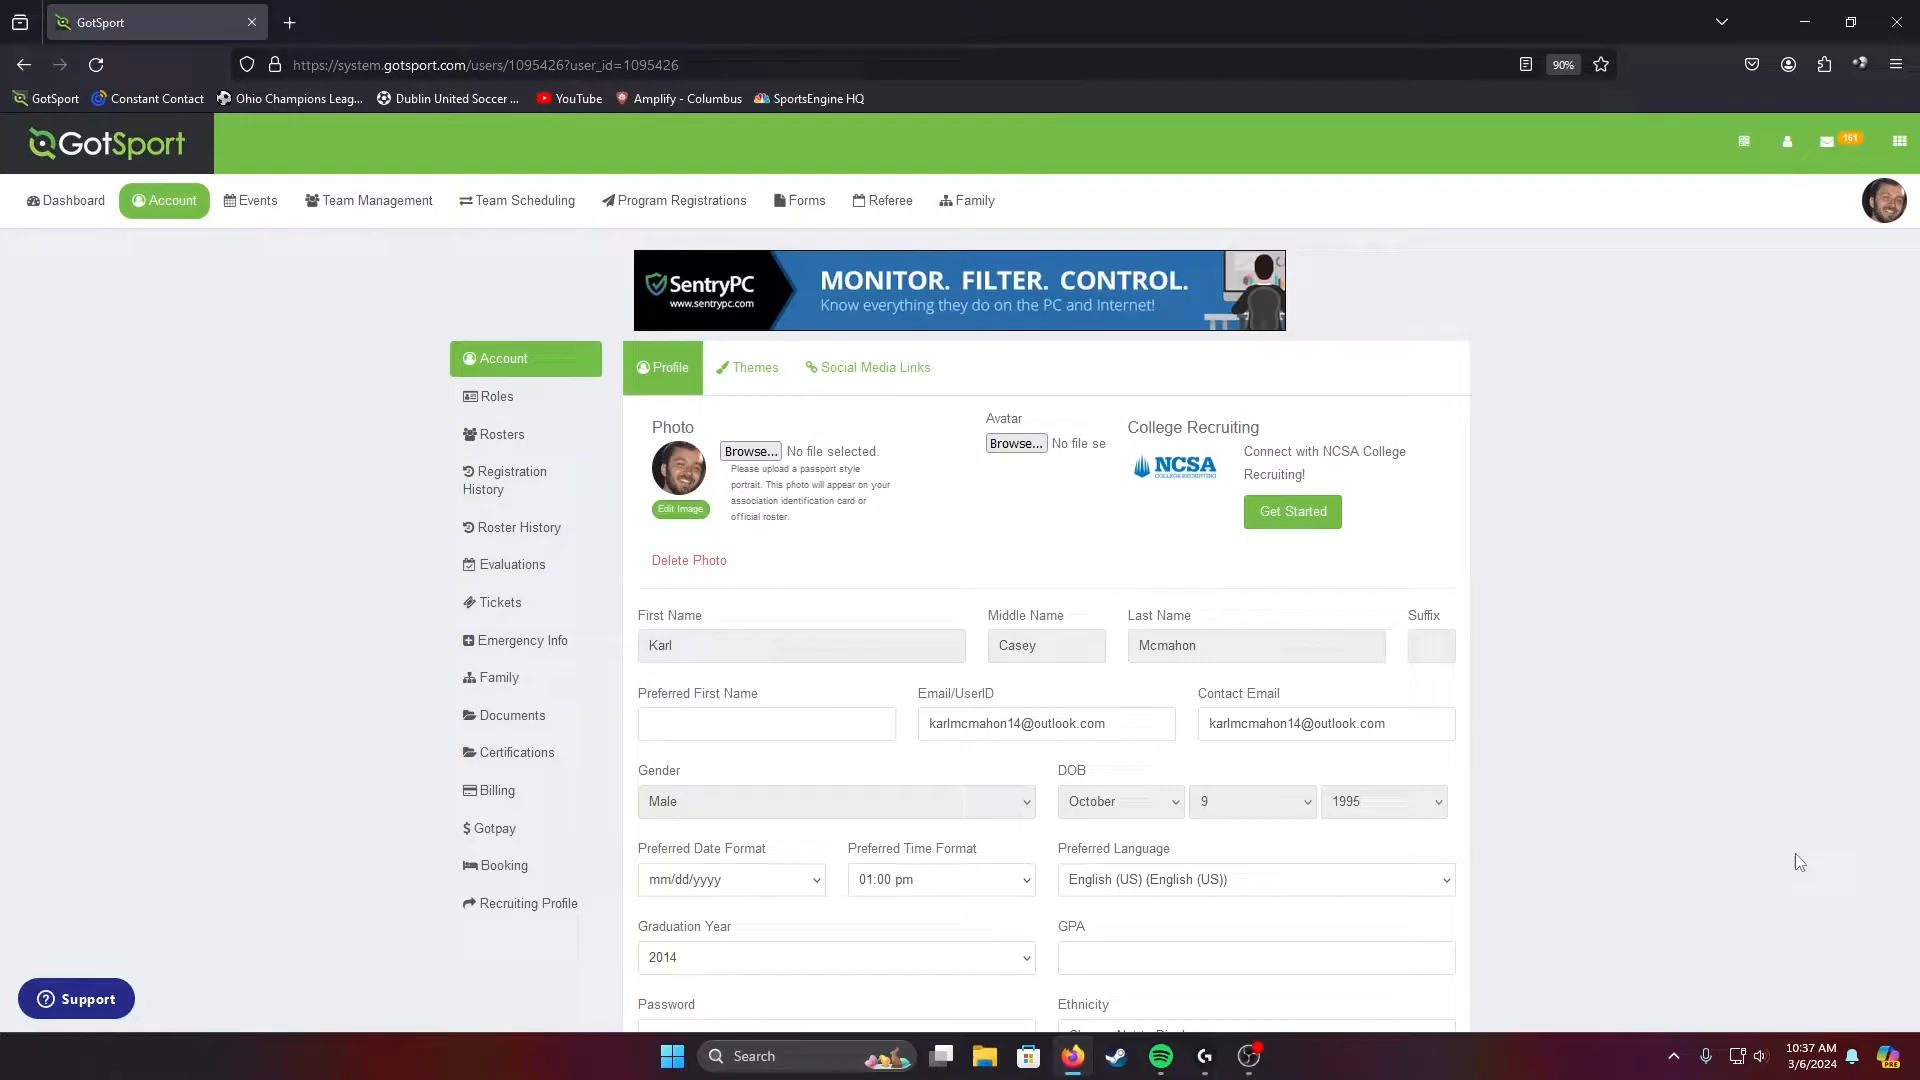 GotSport
https://system.gotsport.com/users/1095426?user_id=1095426
90%
GotSport
Constant Contact
Ohio Champions Leag...
Dublin United Soccer ...
YouTube
Amplify - Columbus
SportsEngine HQ
GotSport
161
Dashboard
Account
Events
Team Management
Team Scheduling
Program Registrations
Forms
Referee
Family
SentryPC
www.sentrypc.com
MONITOR. FILTER. CONTROL.
Know everything they do on the PC and Internet!
Account
Roles
Rosters
Registration
History
Roster History
Evaluations
Tickets
Emergency Info
Family
Documents
Certifications
Billing
Gotpay
Booking
Recruiting Profile
Profile
Themes
Social Media Links
Photo
Browse... No file selected.
Please upload a passport style
portrait. This photo will appear on your
association identification card or
official roster.
Edit Image
Delete Photo
Avatar
Browse... No file se
College Recruiting
NCSA
COLLEGE RECRUITING
Connect with NCSA College
Recruiting!
Get Started
First Name
Middle Name
Last Name
Suffix
Karl
Casey
Mcmahon
Preferred First Name
Email/UserID
Contact Email
karlmcmahon14@outlook.com
karlmcmahon14@outlook.com
Gender
DOB
Male
October
9
1995
Preferred Date Format
Preferred Time Format
Preferred Language
mm/dd/yyyy
01:00 pm
English (US) (English (US))
Graduation Year
GPA
2014
Password
Ethnicity
Support
Search
10:37 AM
3/6/2024
PRE